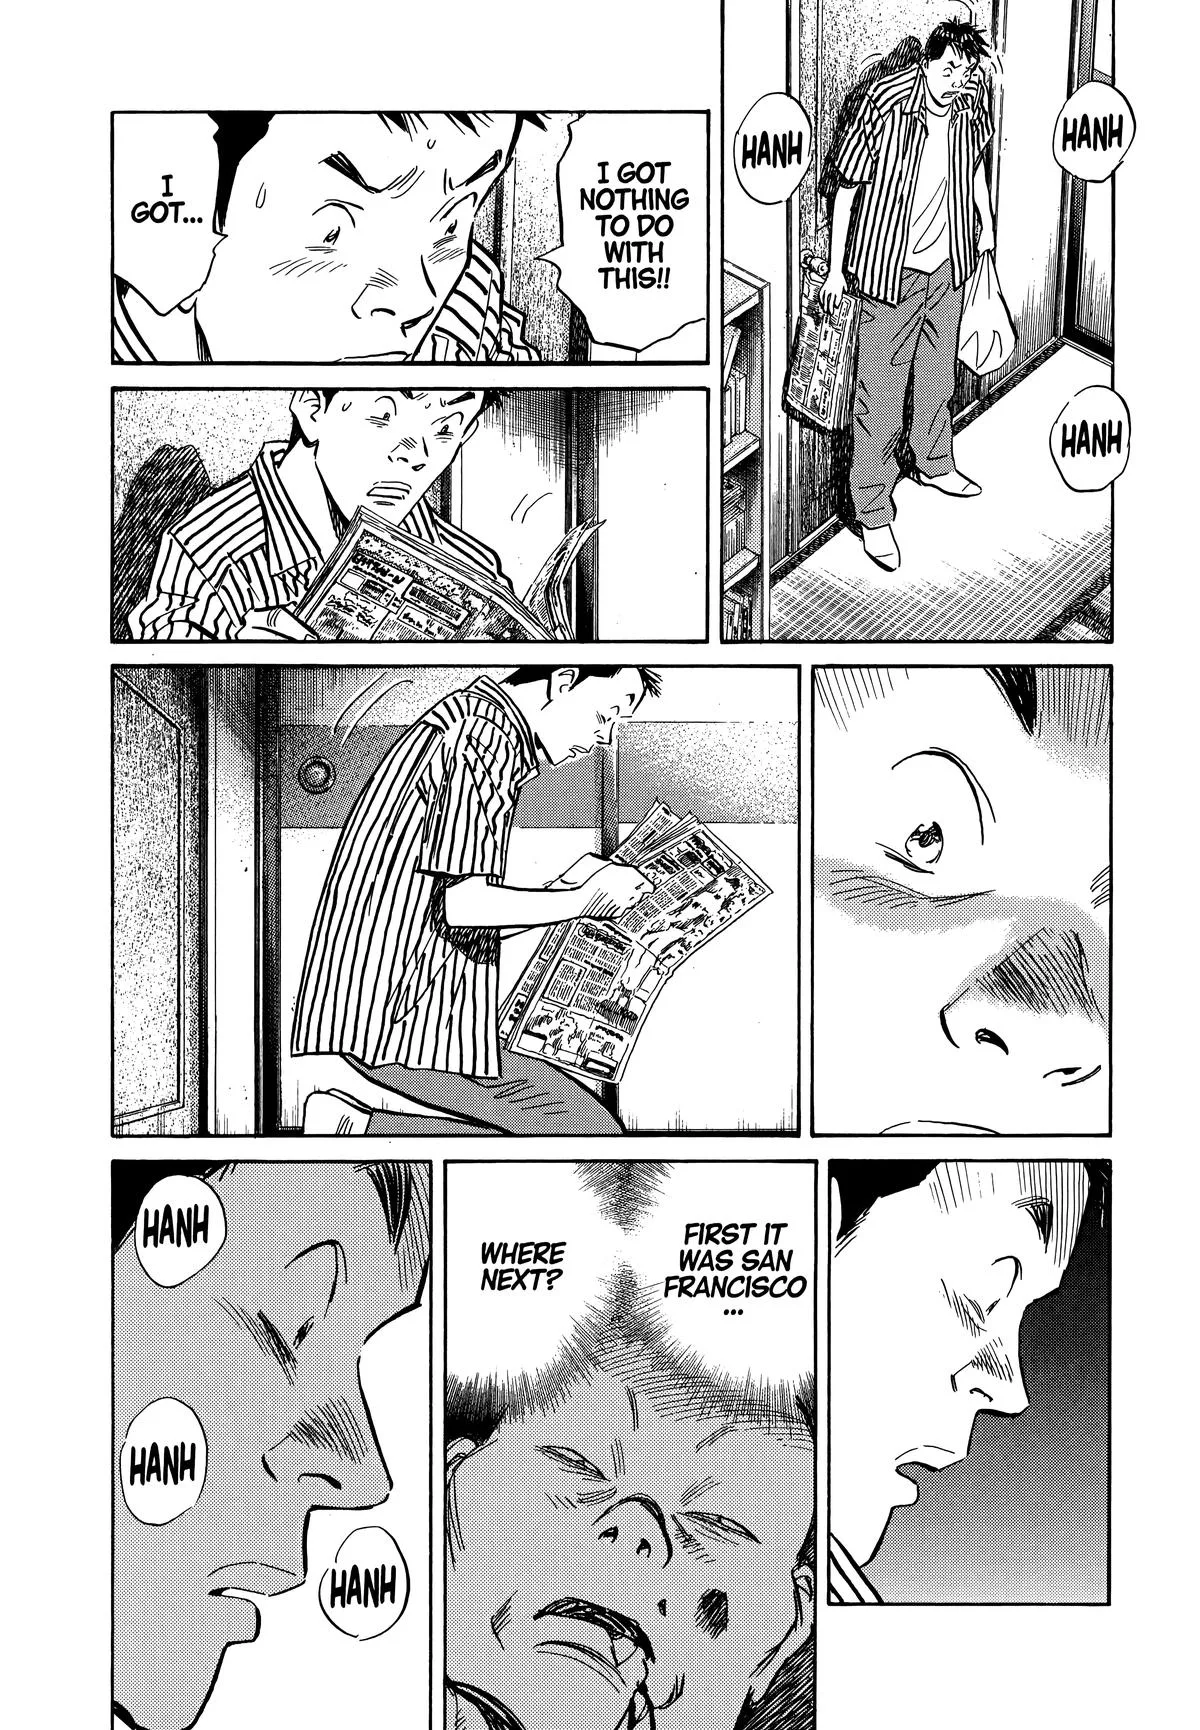 HANH
HANH
HANH
I GOT
NOTHING
TO DO
WITH
THIS!!
I
GOT...
FIRST IT
WAS SAN
FRANCISCO
...
WHERE
NEXT?
HANH
HANH
HANH